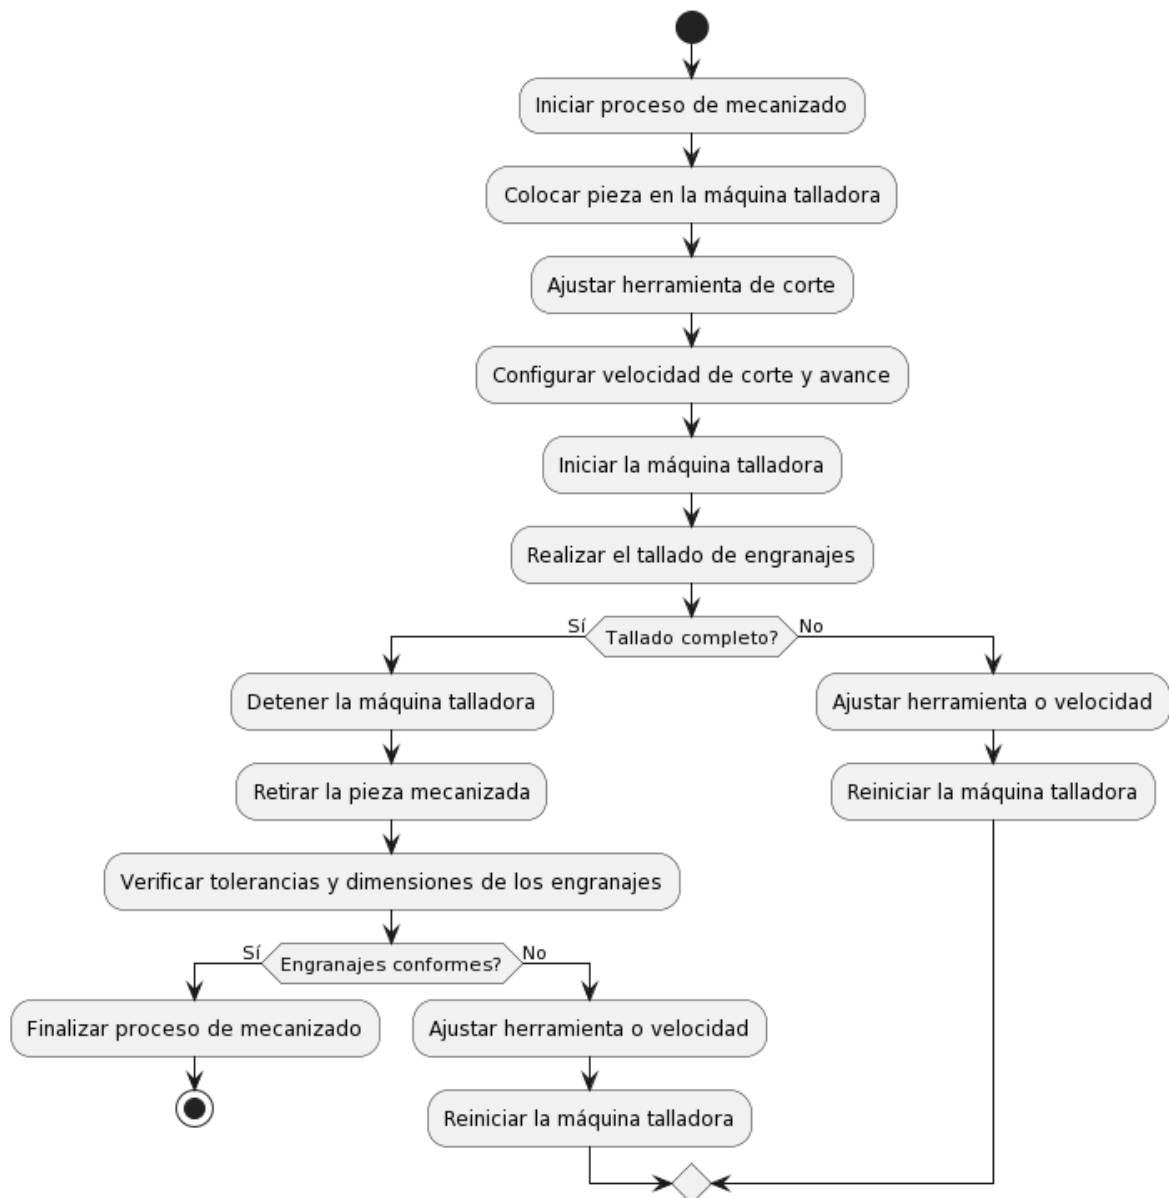 Iniciar proceso de mecanizado
Colocar pieza en la máquina talladora
Ajustar herramienta de corte
Configurar velocidad de corte y avance
Iniciar la máquina talladora
Realizar el tallado de engranajes
Sí
Tallado completo?
No
Detener la máquina talladora
Retirar la pieza mecanizada
Verificar tolerancias y dimensiones de los engranajes
Sí
Engranajes conformes?
No
Finalizar proceso de mecanizado
Ajustar herramienta o velocidad
Reiniciar la máquina talladora
Ajustar herramienta o velocidad
Reiniciar la máquina talladora